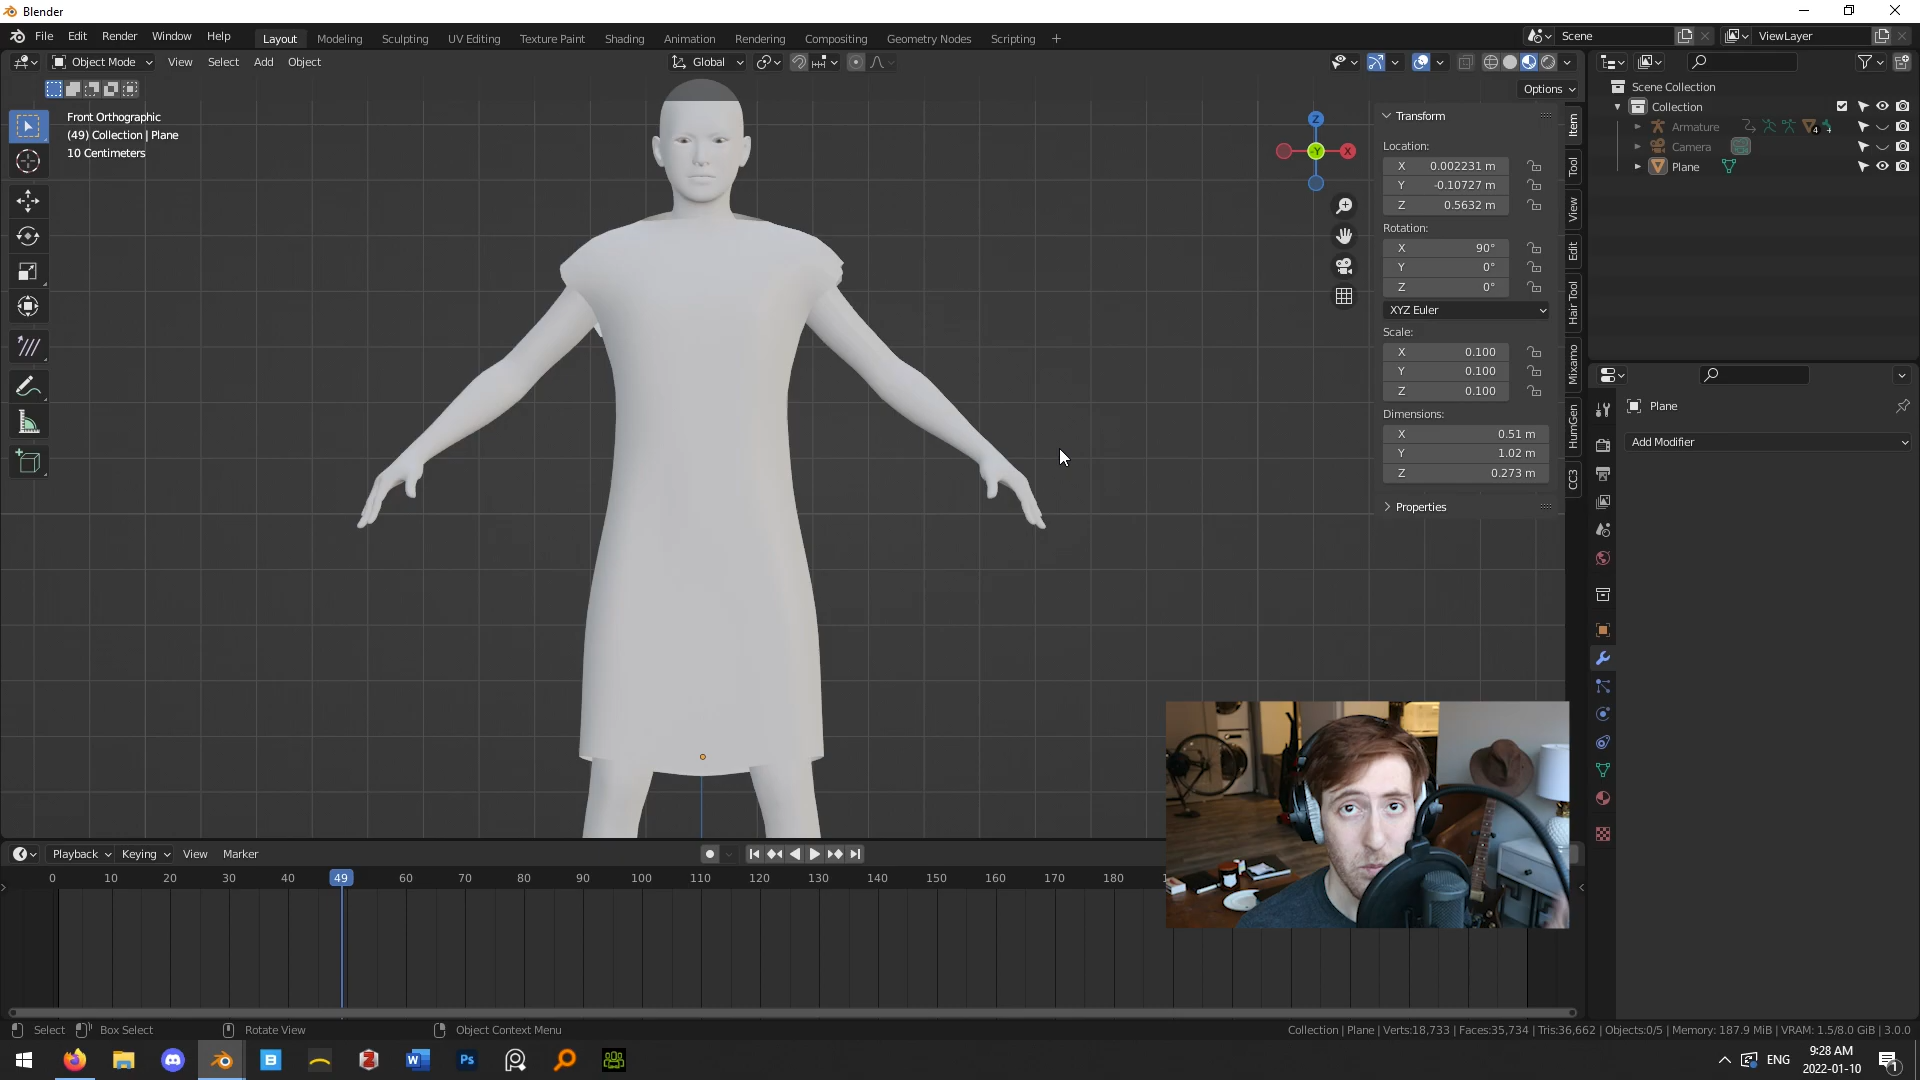 Blender
File Edit Render Window Help
Layout Modeling Sculpting UV Editing Texture Paint Shading Animation Rendering Compositing Geometry Nodes Scripting +
Scene
ViewLayer
Object Mode View Select Add Object
Global
Options
Front Orthographic
(49) Collection | Plane
10 Centimeters
Z
-Y
X
Transform
Location:
X 0.002231 m
Y -0.10727 m
Z 0.5632 m
Rotation:
X 90°
Y 0°
Z 0°
XYZ Euler
Scale:
X 0.100
Y 0.100
Z 0.100
Dimensions:
X 0.51 m
Y 1.02 m
Z 0.273 m
Properties
Item
Tool
View
Edit
Hair Tool
Mixamo
HumGen
CC3
Scene Collection
Collection
Armature 4
Camera
Plane
Plane
Add Modifier
Playback Keying View Marker
0 10 20 30 40 49 60 70 80 90 100 110 120 130 140 150 160 170 180
Select Box Select Rotate View Object Context Menu
Collection | Plane | Verts:18,733 | Faces:35,734 | Tris:36,662 | Objects:0/5 | Memory: 187.9 MiB | VRAM: 1.5/8.0 GiB | 3.0.0
B
Z
W
Ps
ENG
9:28 AM
2022-01-10
1